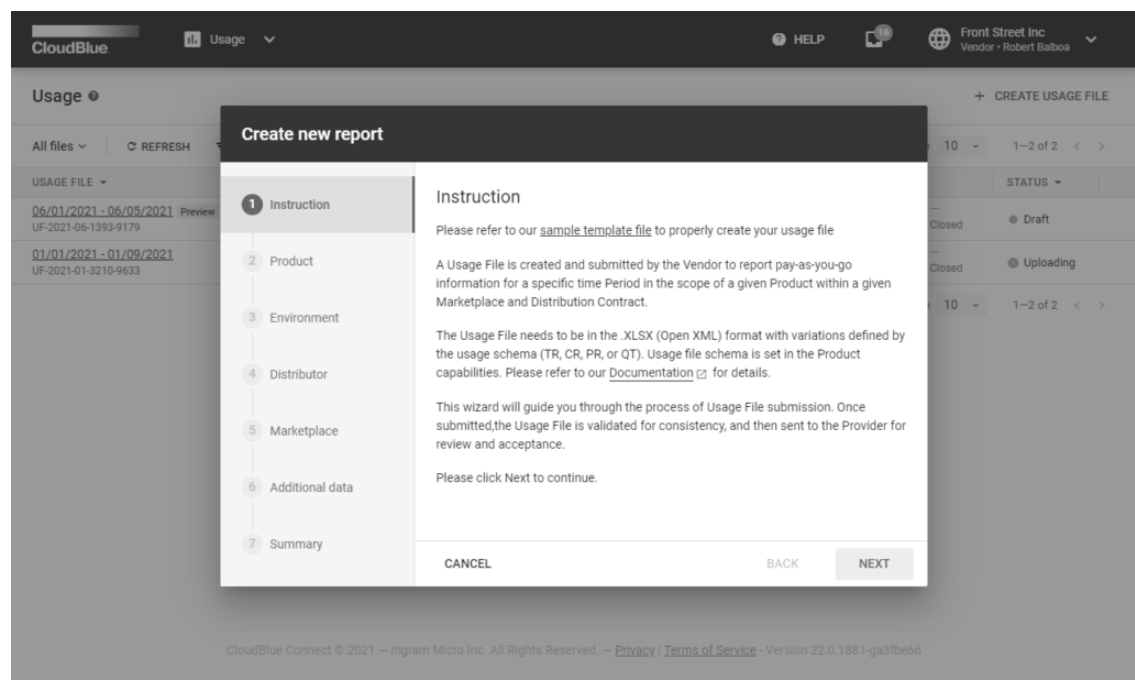 CloudBlue
Usage
HELP
16
Front Street Inc
Vendor • Robert Balboa
Usage
+ CREATE USAGE FILE
All files
REFRESH
10
1–2 of 2
USAGE FILE
STATUS
06/01/2021 - 06/05/2021 Preview
UF-2021-06-1393-9179
—
Closed
Draft
01/01/2021 - 01/09/2021
UF-2021-01-3210-9633
—
Closed
Uploading
10
1–2 of 2
Create new report
1 Instruction
2 Product
3 Environment
4 Distributor
5 Marketplace
6 Additional data
7 Summary
Instruction
Please refer to our sample template file to properly create your usage file
A Usage File is created and submitted by the Vendor to report pay-as-you-go
information for a specific time Period in the scope of a given Product within a given
Marketplace and Distribution Contract.
The Usage File needs to be in the .XLSX (Open XML) format with variations defined by
the usage schema (TR, CR, PR, or QT). Usage file schema is set in the Product
capabilities. Please refer to our Documentation for details.
This wizard will guide you through the process of Usage File submission. Once
submitted,the Usage File is validated for consistency, and then sent to the Provider for
review and acceptance.
Please click Next to continue.
CANCEL
BACK
NEXT
CloudBlue Connect © 2021 — Ingram Micro Inc. All Rights Reserved. — Privacy | Terms of Service - Version 22.0.1881-ga3fbe66